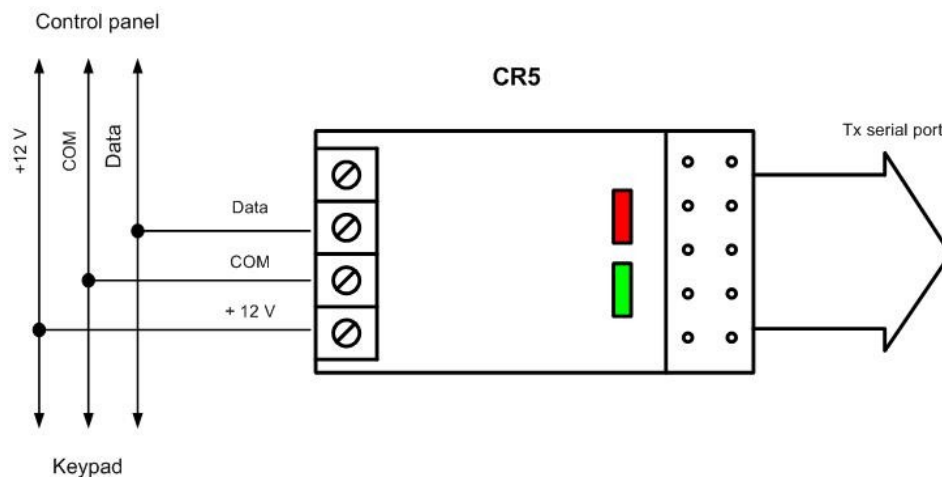 Control panel
CR5
+12 V
COM
Data
Tx serial port
Data
COM
+ 12 V
Keypad